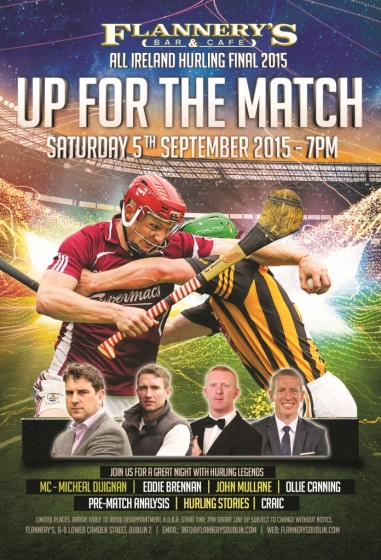 FLANNERY'S
BAR & CAFE
ALL IRELAND HURLING FINAL 2015
UP FOR THE MATCH
SATURDAY 5TH SEPTEMBER 2015 - 7PM
Supermacs
JOIN US FOR A GREAT NIGHT WITH HURLING LEGENDS
MC - MICHEAL DUIGNAN | EDDIE BRENNAN | JOHN MULLANE | OLLIE CANNING
PRE-MATCH ANALYSIS | HURLING STORIES | CRAIC
LIMITED PLACES. ARRIVE EARLY TO AVOID DISAPPOINTMENT. R.O.A.R. START TIME 7PM SHARP. LINE UP SUBJECT TO CHANGE WITHOUT NOTICE.
FLANNERY'S, 6-8 LOWER CAMDEN STREET, DUBLIN 2 | EMAIL: INFO@FLANNERYSDUBLIN.COM | WEB: FLANNERYSDUBLIN.COM